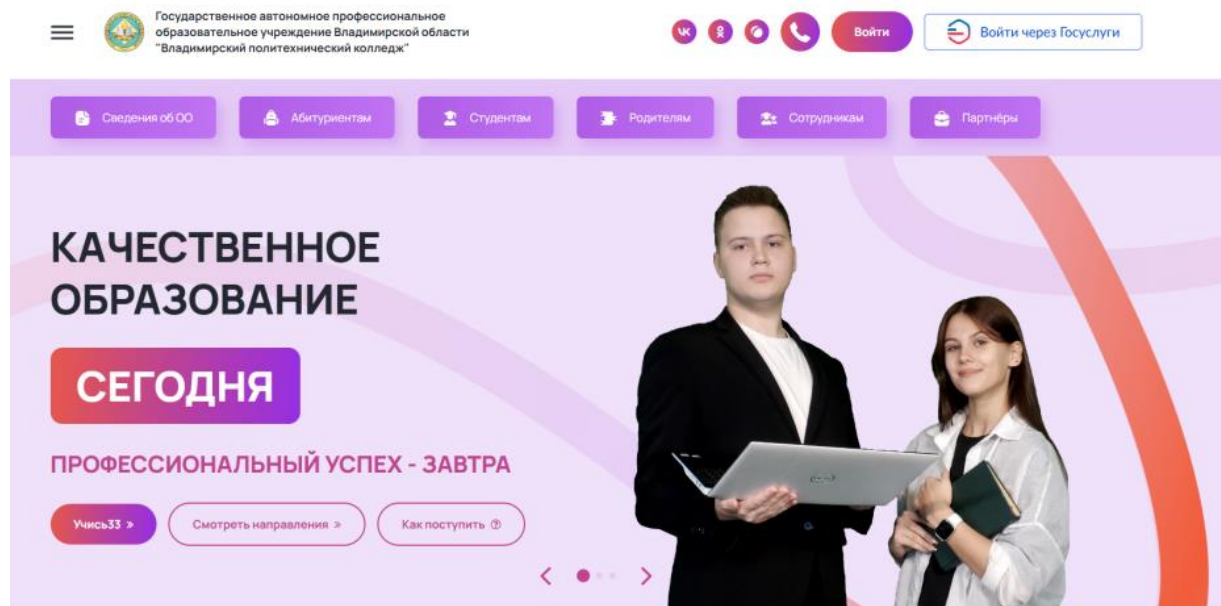 Государственное автономное профессиональное
образовательное учреждение Владимирской области
"Владимирский политехнический колледж"
Войти
Войти через Госуслуги
Сведения об ОО
Абитуриентам
Студентам
Родителям
Сотрудникам
Партнёры
КАЧЕСТВЕННОЕ
ОБРАЗОВАНИЕ
СЕГОДНЯ
ПРОФЕССИОНАЛЬНЫЙ УСПЕХ - ЗАВТРА
Учись33 »
Смотреть направления »
Как поступить